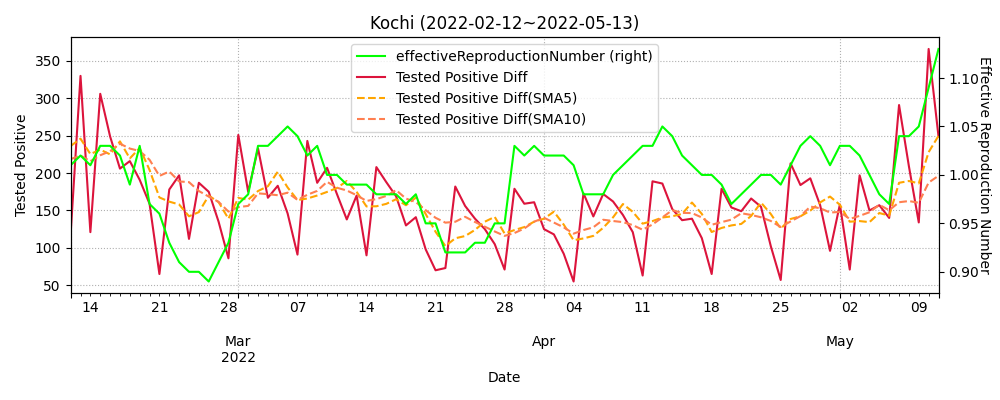 Kochi (2022-02-12~2022-05-13)
effectiveReproductionNumber (right)
Tested Positive Diff
Tested Positive Diff(SMA5)
Tested Positive Diff(SMA10)
Tested Positive
350
300
250
200
150
100
50
1.10
1.05
1.00
0.95
0.90
Effective Reproduction Number
14 21 28 07 14 21 28 04 11 18 25 02 09
Mar Apr May
2022
Date